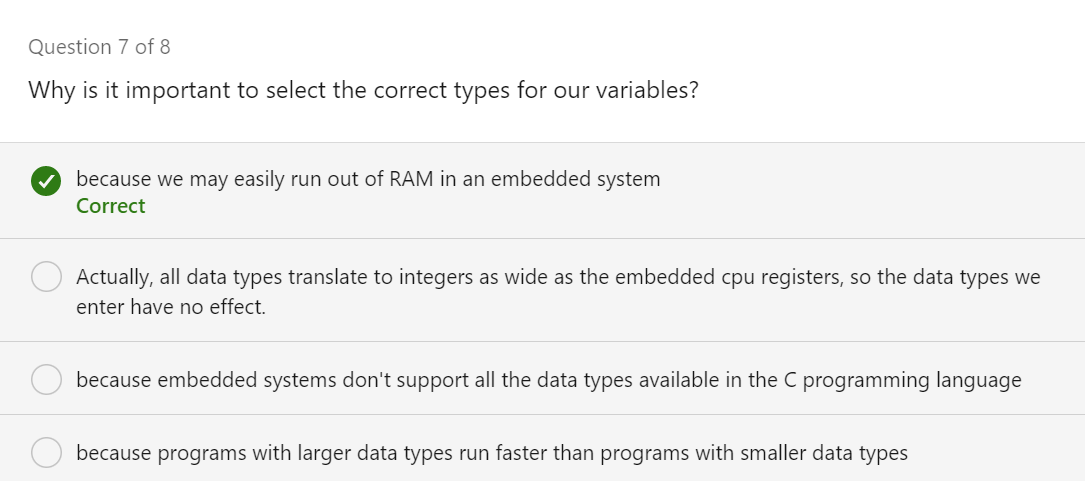 Question 7 of 8
Why is it important to select the correct types for our variables?
because we may easily run out of RAM in an embedded system
Correct
Actually, all data types translate to integers as wide as the embedded cpu registers, so the data types we
enter have no effect.
because embedded systems don't support all the data types available in the C programming language
because programs with larger data types run faster than programs with smaller data types